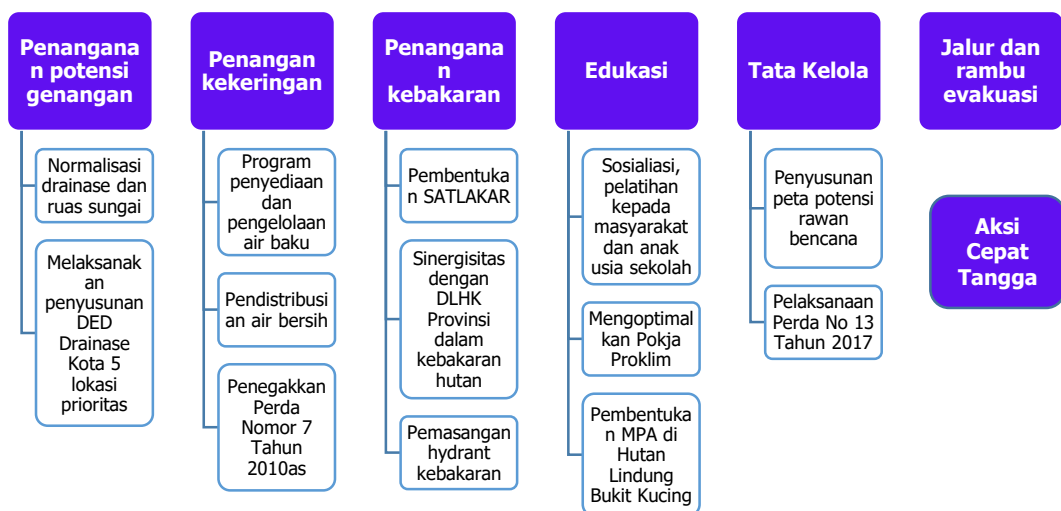 Penangana
n potensi
genangan
Normalisasi
drainase dan
ruas sungai
Melaksanak
an
penyusunan
DED
Drainase
Kota 5
lokasi
prioritas
Penangan
kekeringan
Program
penyediaan
dan
pengelolaan
air baku
Pendistribusi
an air bersih
Penegakkan
Perda
Nomor 7
Tahun
2010as
Penangana
n
kebakaran
Pembentuka
n SATLAKAR
Sinergisitas
dengan
DLHK
Provinsi
dalam
kebakaran
hutan
Pemasangan
hydrant
kebakaran
Edukasi
Sosialiasi,
pelatihan
kepada
masyarakat
dan anak
usia sekolah
Mengoptimal
kan Pokja
Proklim
Pembentuka
n MPA di
Hutan
Lindung
Bukit Kucing
Tata Kelola
Penyusunan
peta potensi
rawan
bencana
Pelaksanaan
Perda No 13
Tahun 2017
Jalur dan
rambu
evakuasi
Aksi
Cepat
Tangga